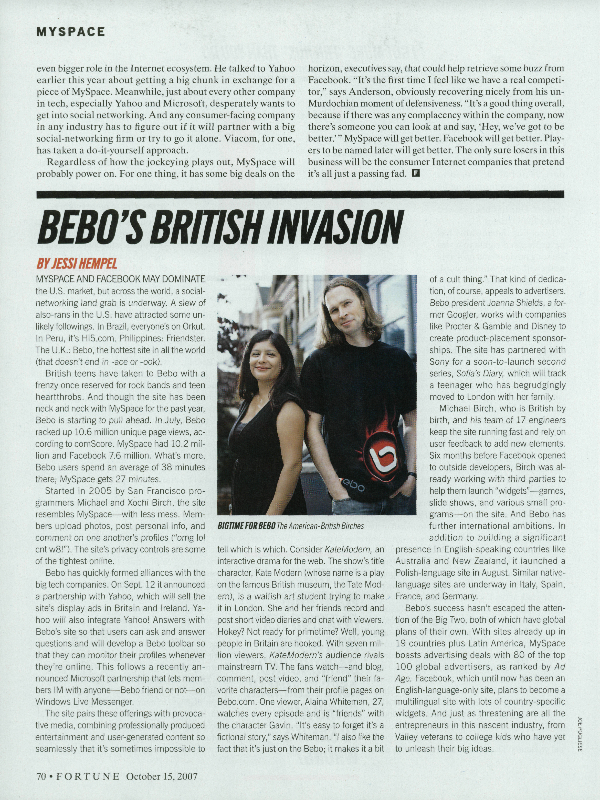 MYSPACE
even bigger role in the Internet ecosystem. He talked to Yahoo
earlier this year about getting a big chunk in exchange for a
piece of MySpace. Meanwhile, just about every other company
in tech, especially Yahoo and Microsoft, desperately wants to
get into social networking. And any consumer-facing company
in any industry has to figure out if it will partner with a big
social-networking firm or try to go it alone. Viacom, for one,
has taken a do-it-yourself approach.
Regardless of how the jockeying plays out, MySpace will
probably power on. For one thing, it has some big deals on the
horizon, executives say, that could help retrieve some buzz from
Facebook. "It's the first time I feel like we have a real competi-
tor," says Anderson, obviously recovering nicely from his un-
Murdochian moment of defensiveness. "It's a good thing overall,
because if there was any complacency within the company, now
there's someone you can look at and say, 'Hey, we've got to be
better.'" MySpace will get better. Facebook will get better. Play-
ers to be named later will get better. The only sure losers in this
business will be the consumer Internet companies that pretend
it's all just a passing fad. F
BEBO'S BRITISH INVASION
BY JESSI HEMPEL
MYSPACE AND FACEBOOK MAY DOMINATE
the U.S. market, but across the world, a social-
networking land grab is underway. A slew of
also-rans in the U.S. have attracted some un-
likely followings. In Brazil, everyone's on Orkut.
In Peru, it's Hi5.com. Philippines: Friendster.
The U.K.: Bebo, the hottest site in all the world
(that doesn't end in -ace or -ook).
British teens have taken to Bebo with a
frenzy once reserved for rock bands and teen
heartthrobs. And though the site has been
neck and neck with MySpace for the past year,
Bebo is starting to pull ahead. In July, Bebo
racked up 10.6 million unique page views, ac-
cording to comScore. MySpace had 10.2 mil-
lion and Facebook 7.6 million. What's more,
Bebo users spend an average of 38 minutes
there; MySpace gets 27 minutes.
Started in 2005 by San Francisco pro-
grammers Michael and Xochi Birch, the site
resembles MySpace—with less mess. Mem-
bers upload photos, post personal info, and
comment on one another's profiles ("omg lol
cnt w8!"). The site's privacy controls are some
of the tightest online.
Bebo has quickly formed alliances with the
big tech companies. On Sept. 12 it announced
a partnership with Yahoo, which will sell the
site's display ads in Britain and Ireland. Ya-
hoo will also integrate Yahoo! Answers with
Bebo's site so that users can ask and answer
questions and will develop a Bebo toolbar so
that they can monitor their profiles wherever
they're online. This follows a recently an-
nounced Microsoft partnership that lets mem-
bers IM with anyone—Bebo friend or not—on
Windows Live Messenger.
The site pairs these offerings with provoca-
tive media, combining professionally produced
entertainment and user-generated content so
seamlessly that it's sometimes impossible to
bebo
BIGTIME FOR BEBO The American-British Birches
tell which is which. Consider KateModern, an
interactive drama for the web. The show's title
character, Kate Modern (whose name is a play
on the famous British museum, the Tate Mod-
ern), is a waifish art student trying to make
it in London. She and her friends record and
post short video diaries and chat with viewers.
Hokey? Not ready for primetime? Well, young
people in Britain are hooked. With seven mil-
lion viewers, KateModern's audience rivals
mainstream TV. The fans watch—and blog,
comment, post video, and "friend" their fa-
vorite characters—from their profile pages on
Bebo.com. One viewer, Alaina Whiteman, 27,
watches every episode and is "friends" with
the character Gavin. "It's easy to forget it's a
fictional story," says Whiteman. "I also like the
fact that it's just on the Bebo; it makes it a bit
of a cult thing." That kind of dedica-
tion, of course, appeals to advertisers.
Bebo president Joanna Shields, a for-
mer Googler, works with companies
like Procter & Gamble and Disney to
create product-placement sponsor-
ships. The site has partnered with
Sony for a soon-to-launch second
series, Sofia's Diary, which will track
a teenager who has begrudgingly
moved to London with her family.
Michael Birch, who is British by
birth, and his team of 17 engineers
keep the site running fast and rely on
user feedback to add new elements.
Six months before Facebook opened
to outside developers, Birch was al-
ready working with third parties to
help them launch "widgets"—games,
slide shows, and various small pro-
grams—on the site. And Bebo has
further international ambitions. In
addition to building a significant
presence in English-speaking countries like
Australia and New Zealand, it launched a
Polish-language site in August. Similar native-
language sites are underway in Italy, Spain,
France, and Germany.
Bebo's success hasn't escaped the atten-
tion of the Big Two, both of which have global
plans of their own. With sites already up in
19 countries plus Latin America, MySpace
boasts advertising deals with 80 of the top
100 global advertisers, as ranked by Ad
Age. Facebook, which until now has been an
English-language-only site, plans to become a
multilingual site with lots of country-specific
widgets. And just as threatening are all the
entrepreneurs in this nascent industry, from
Valley veterans to college kids who have yet
to unleash their big ideas.
70 • FORTUNE October 15, 2007